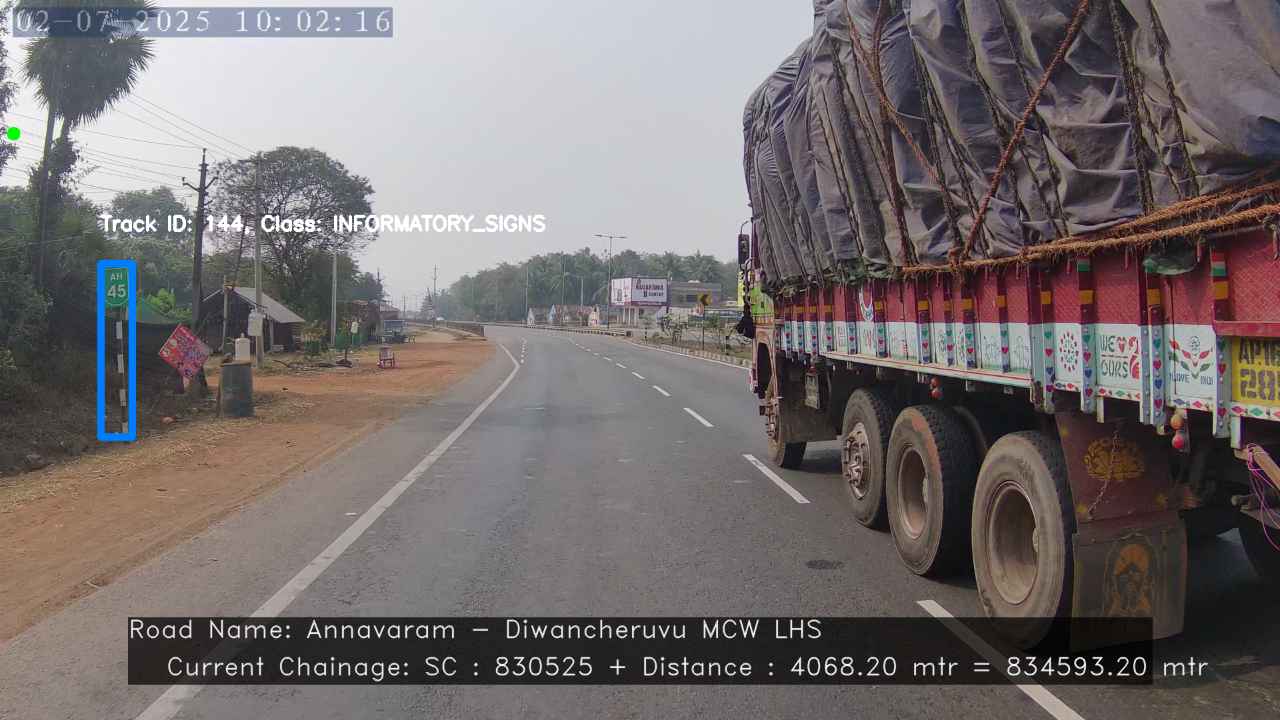 02-07-2025 10:02:16
Track ID: 144, Class: INFORMATORY_SIGNS
AH
45
WE
OURS
Road Name: Annavaram - Diwancheruvu MCW LHS
Current Chainage: SC : 830525 + Distance : 4068.20 mtr = 834593.20 mtr